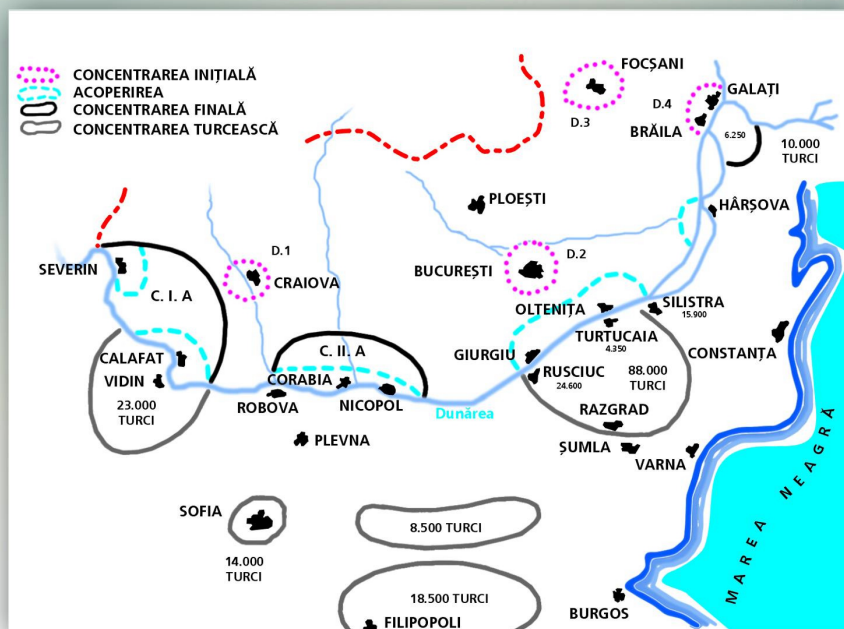 CONCENTRAREA INIȚIALĂ
ACOPERIREA
CONCENTRAREA FINALĂ
CONCENTRAREA TURCEASCĂ
FOCȘANI
D.3
D.4
GALAȚI
BRĂILA
6.250
10.000
TURCI
HÂRȘOVA
PLOEȘTI
D.1
CRAIOVA
D.2
BUCUREȘTI
SEVERIN
C. I. A
OLTENIȚA
SILISTRA
15.900
TURTUCAIA
4.350
CONSTANȚA
C. II. A
GIURGIU
CALAFAT
VIDIN
23.000
TURCI
CORABIA
ROBOVA
NICOPOL
Dunărea
RUSCIUC
24.600
88.000
TURCI
RAZGRAD
PLEVNA
ȘUMLA
VARNA
MAREA NEAGRĂ
SOFIA
14.000
TURCI
8.500 TURCI
18.500 TURCI
FILIPOPOLI
BURGOS